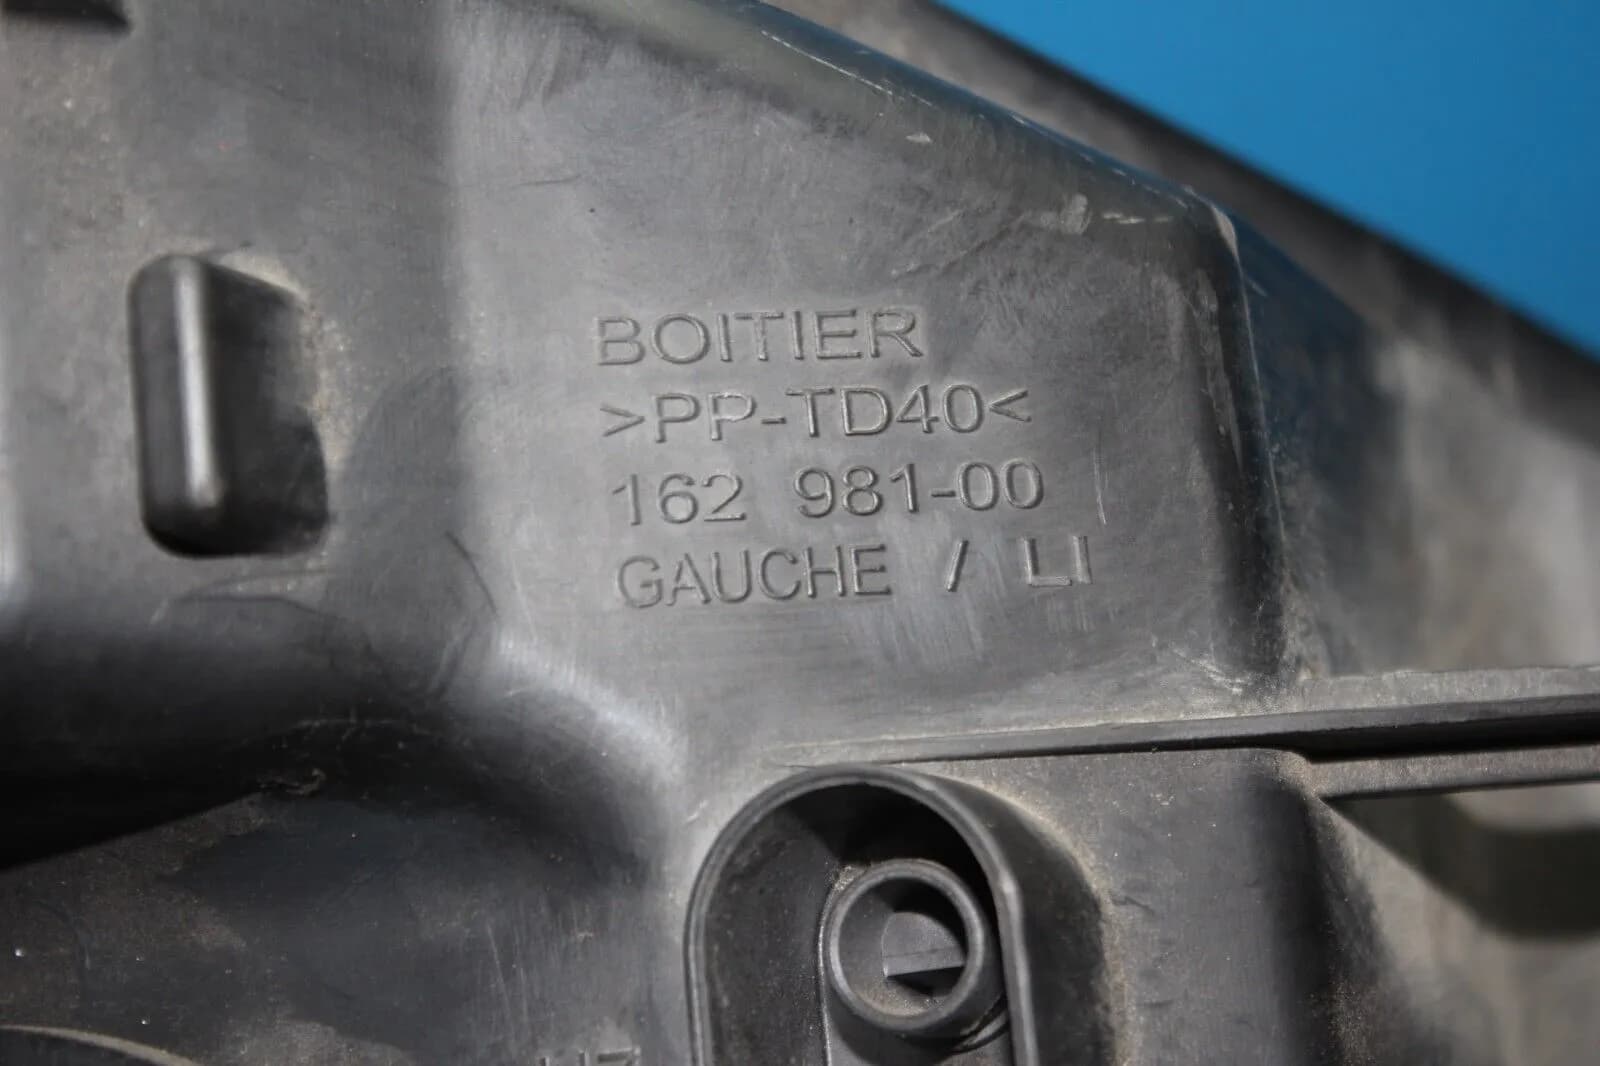 BOITIER
>PP-TD40<
162 981-00
GAUCHE / LI